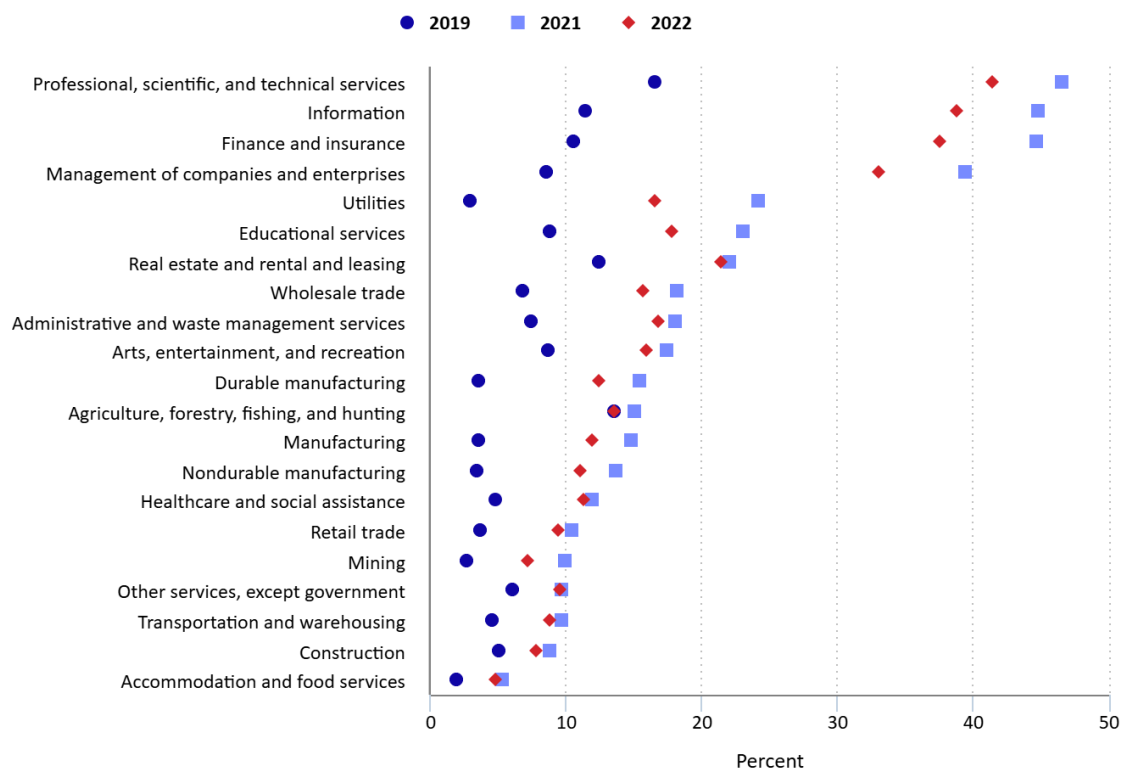 2019 2021 2022
Professional, scientific, and technical services
Information
Finance and insurance
Management of companies and enterprises
Utilities
Educational services
Real estate and rental and leasing
Wholesale trade
Administrative and waste management services
Arts, entertainment, and recreation
Durable manufacturing
Agriculture, forestry, fishing, and hunting
Manufacturing
Nondurable manufacturing
Healthcare and social assistance
Retail trade
Mining
Other services, except government
Transportation and warehousing
Construction
Accommodation and food services
0 10 20 30 40 50
Percent